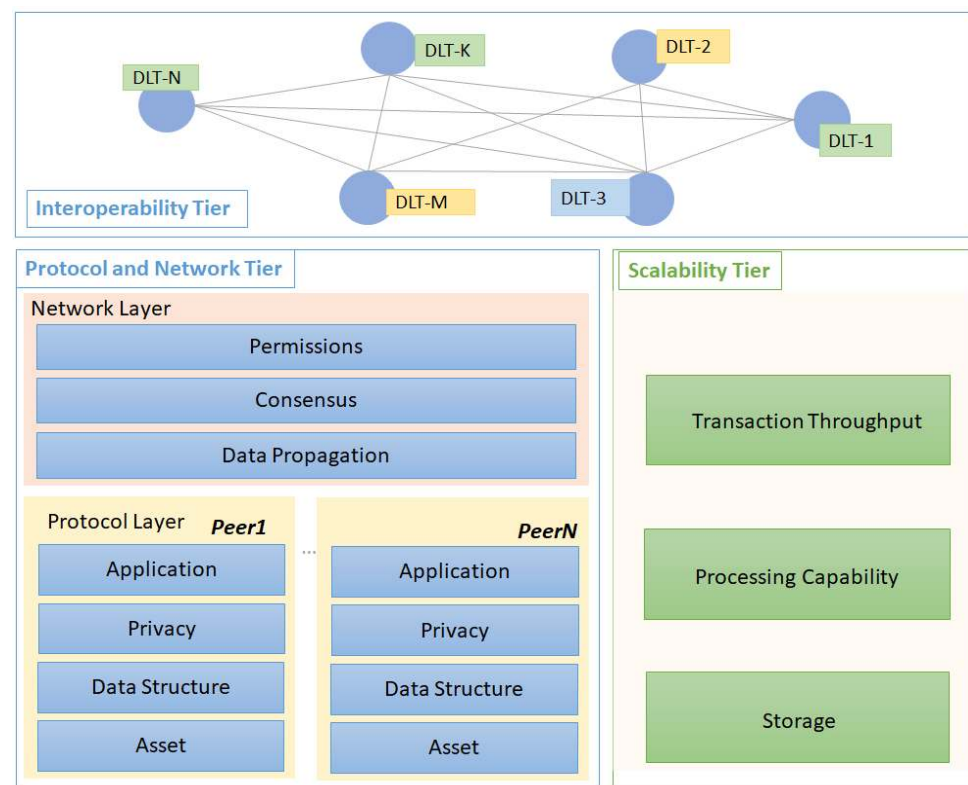 DLT-K
DLT-2
DLT-N
DLT-1
DLT-M
DLT-3
Interoperability Tier
Protocol and Network Tier
Network Layer
Permissions
Consensus
Data Propagation
Protocol Layer
Peer1
Application
Privacy
Data Structure
Asset
...
PeerN
Application
Privacy
Data Structure
Asset
Scalability Tier
Transaction Throughput
Processing Capability
Storage